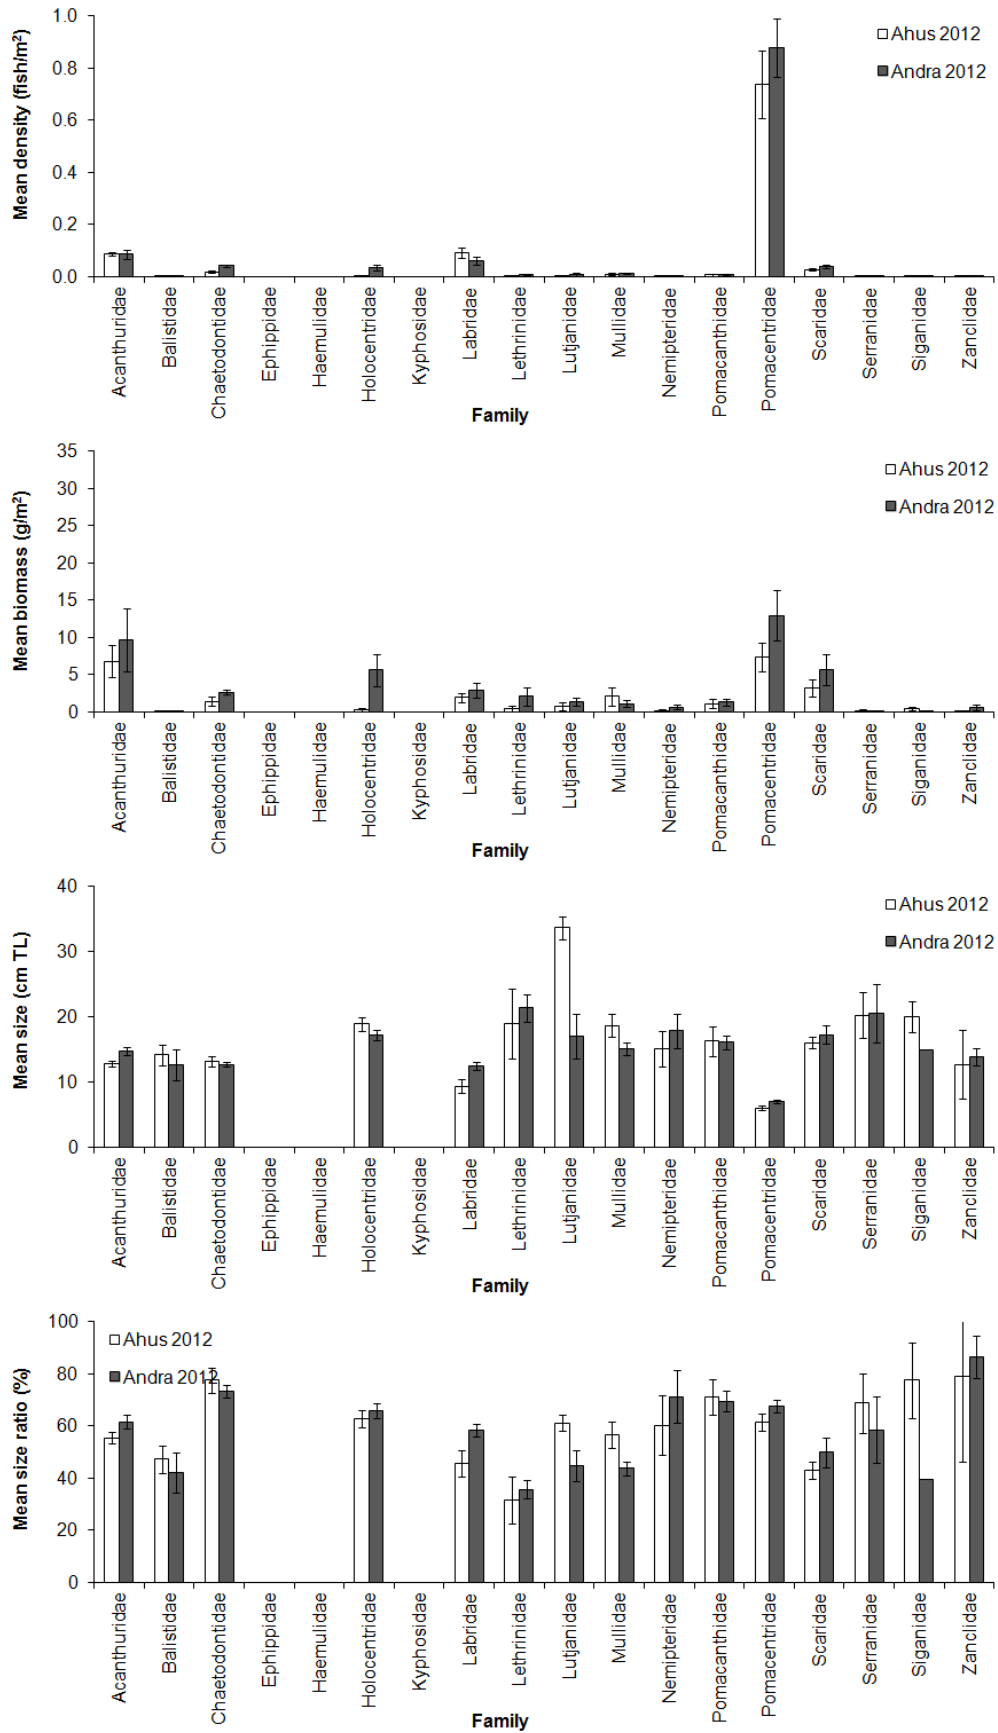 Mean density (fish/m²)
1.0
0.8
0.6
0.4
0.2
0.0
Ahus 2012
Andra 2012
Acanthuridae
Balistidae
Chaetodontidae
Ephippidae
Haemulidae
Holocentridae
Kyphosidae
Labridae
Lethrinidae
Lutjanidae
Mullidae
Nemipteridae
Pomacanthidae
Pomacentridae
Scaridae
Serranidae
Siganidae
Zanclidae
Family
Mean biomass (g/m²)
35
30
25
20
15
10
5
0
Ahus 2012
Andra 2012
Acanthuridae
Balistidae
Chaetodontidae
Ephippidae
Haemulidae
Holocentridae
Kyphosidae
Labridae
Lethrinidae
Lutjanidae
Mullidae
Nemipteridae
Pomacanthidae
Pomacentridae
Scaridae
Serranidae
Siganidae
Zanclidae
Family
Mean size (cm TL)
40
30
20
10
0
Ahus 2012
Andra 2012
Acanthuridae
Balistidae
Chaetodontidae
Ephippidae
Haemulidae
Holocentridae
Kyphosidae
Labridae
Lethrinidae
Lutjanidae
Mullidae
Nemipteridae
Pomacanthidae
Pomacentridae
Scaridae
Serranidae
Siganidae
Zanclidae
Family
Mean size ratio (%)
100
80
60
40
20
0
Ahus 2012
Andra 2012
Acanthuridae
Balistidae
Chaetodontidae
Ephippidae
Haemulidae
Holocentridae
Kyphosidae
Labridae
Lethrinidae
Lutjanidae
Mullidae
Nemipteridae
Pomacanthidae
Pomacentridae
Scaridae
Serranidae
Siganidae
Zanclidae
Family